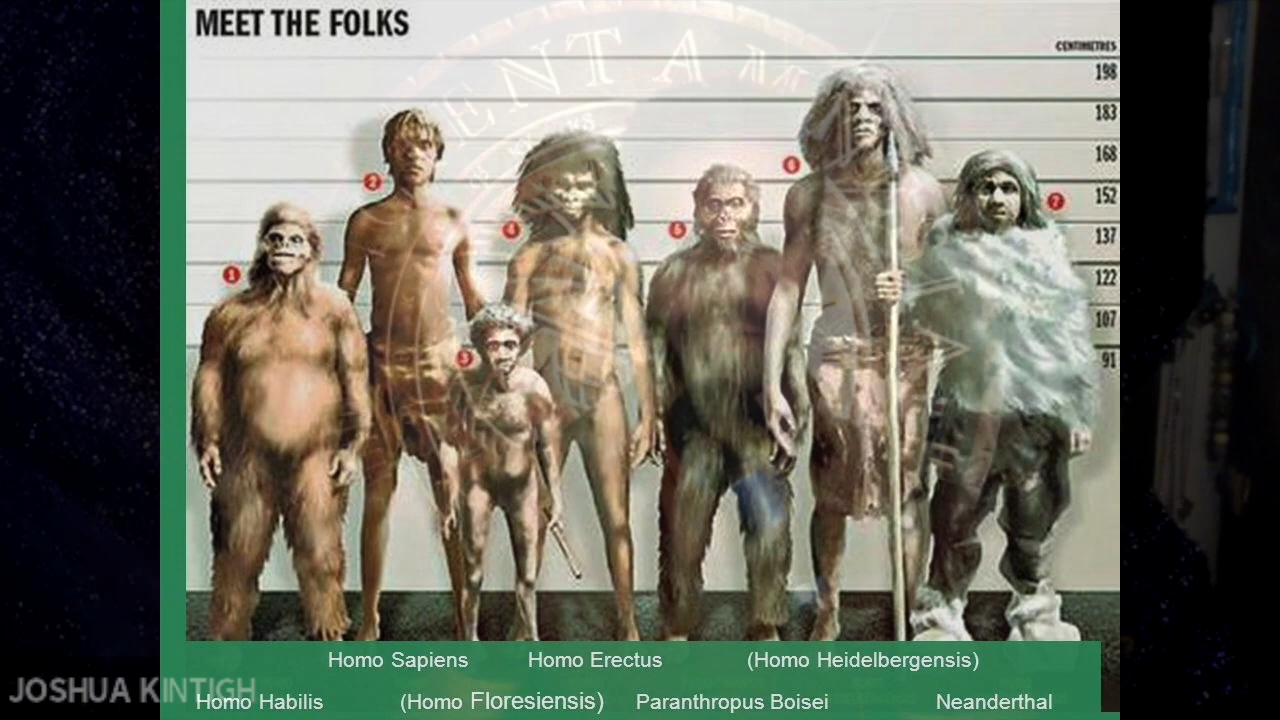 MEET THE FOLKS
CENTIMETRES
198
183
168
152
137
122
107
91
1
2
3
4
5
6
7
ENTA
Homo Sapiens Homo Erectus (Homo Heidelbergensis)
Homo Habilis (Homo Floresiensis) Paranthropus Boisei Neanderthal
JOSHUA KINTIGH